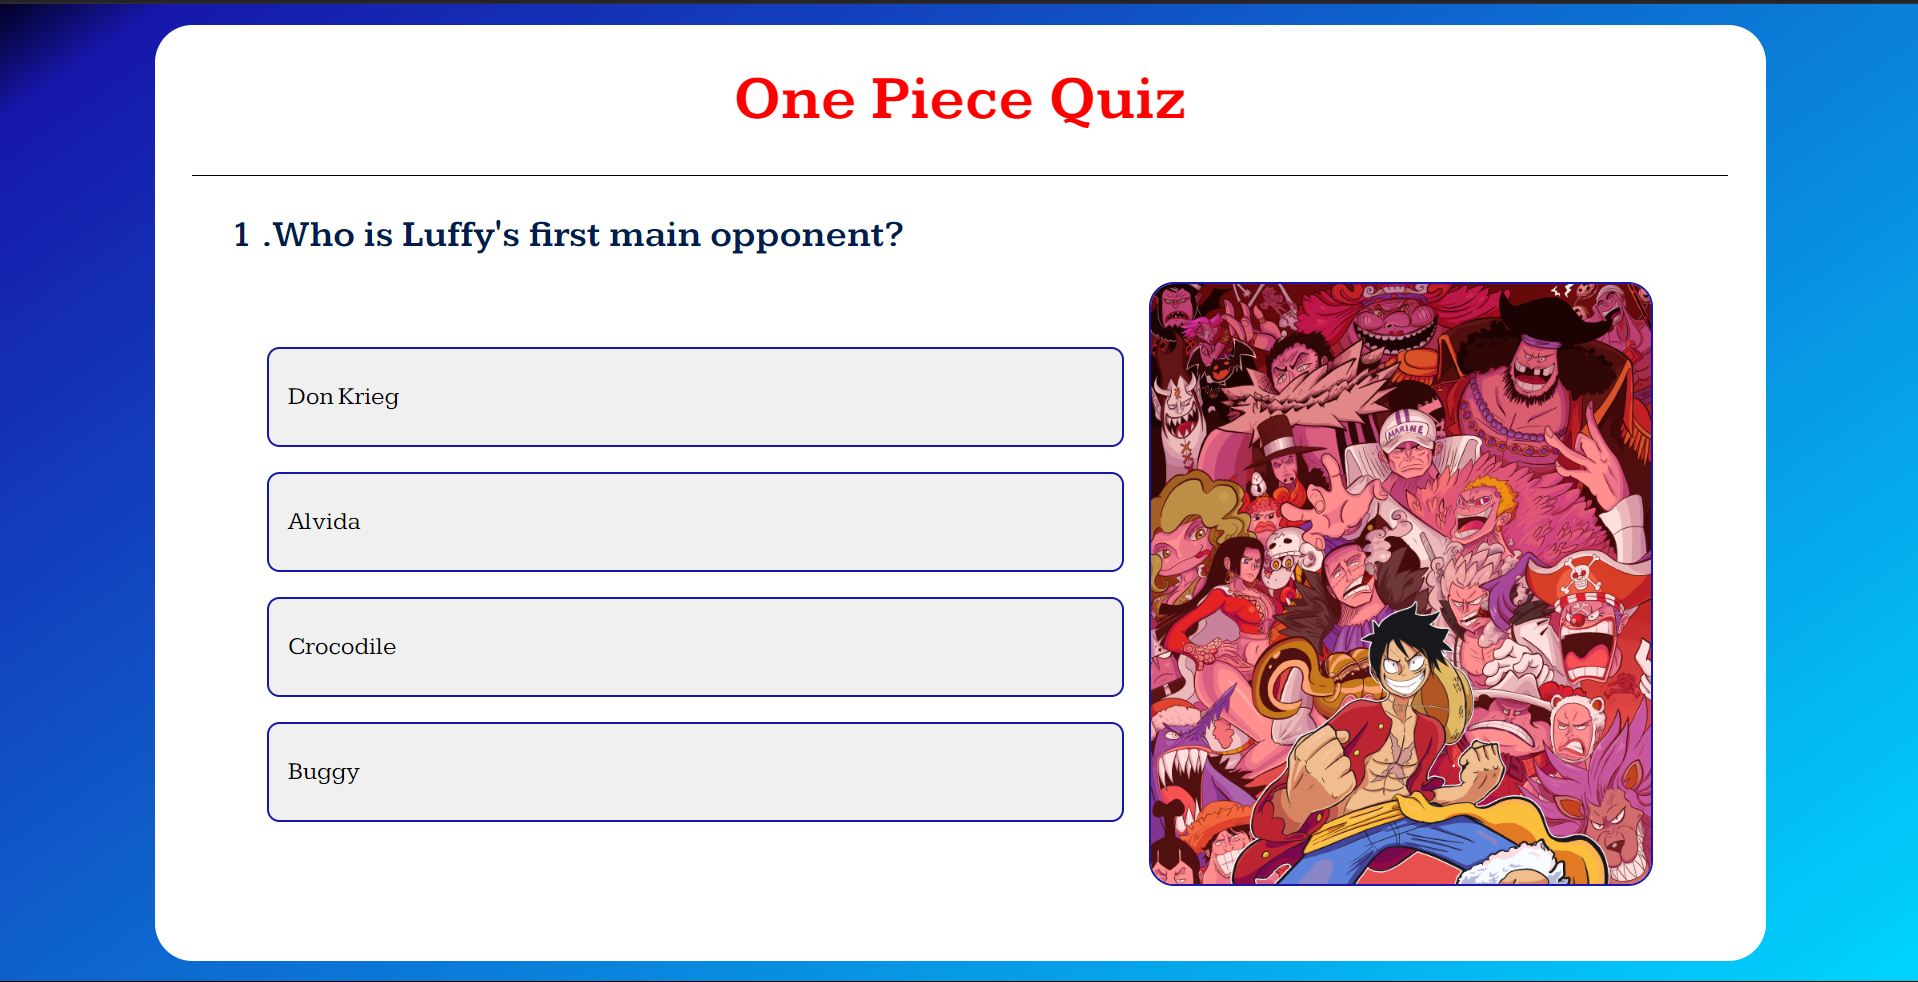 One Piece Quiz
1 .Who is Luffy's first main opponent?
Don Krieg
Alvida
Crocodile
Buggy
MARINE